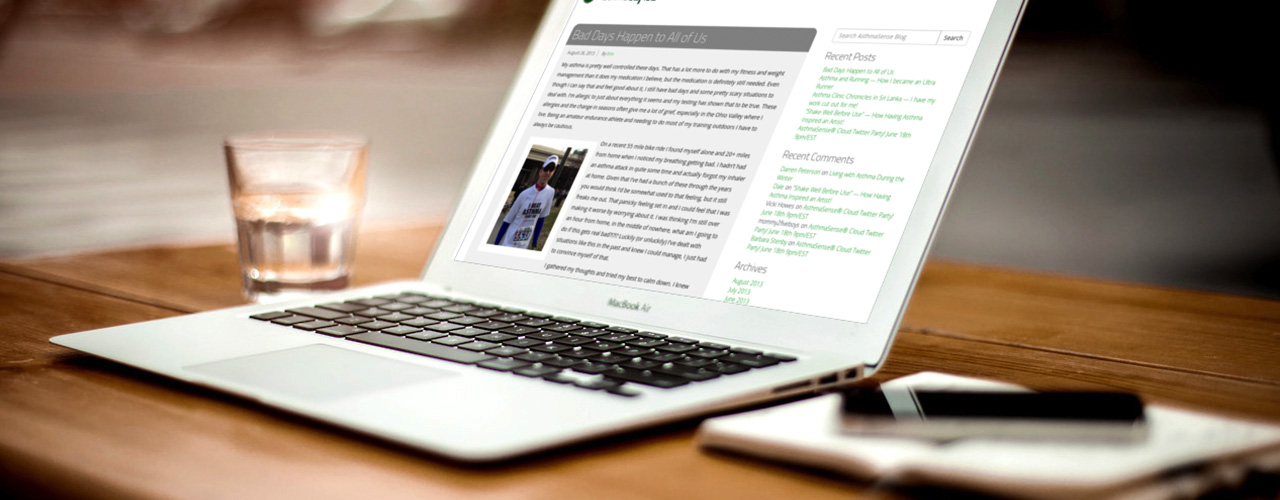 Bad Days Happen to All of Us
August 26, 2013 | By
My asthma is pretty well controlled these days. That has a lot more to do with my fitness and weight
management than it does my medication I believe, but the medication is definitely still needed. Even
though I can say that and feel good about it, I still have bad days and some pretty scary situations to
deal with. I'm allergic to just about everything it seems and my testing has shown that to be true. These
allergies and the change in seasons often give me a lot of grief, especially in the Ohio Valley where I
live. Being an amateur endurance athlete and needing to do most of my training outdoors I have to
always be cautious.
On a recent 55 mile bike ride I found myself alone and 20+ miles
from home when I noticed my breathing getting bad. I hadn't had
an asthma attack in quite some time and actually forgot my inhaler
at home. Given that I've had a bunch of these through the years
you would think I'd be somewhat used to that feeling, but it still
freaks me out. That panicky feeling set in and I could feel that I was
making it worse by worrying about it. I was thinking I'm still over
an hour from home, in the middle of nowhere, what am I going to
do if this gets real bad?!?! Luckily (or unluckily) I've dealt with
situations like this in the past and knew I could manage, I just had
to convince myself of that.
I gathered my thoughts and tried my best to calm down. I knew
Search AsthmaSense Blog
Search
Recent Posts
Bad Days Happen to All of Us
Asthma and Running — How I became an Ultra
Runner
Asthma Clinic Chronicles in Sri Lanka — I have my
work cut out for me!
"Shake Well Before Use" — How Having Asthma
Inspired an Artist!
AsthmaSense® Cloud Twitter Party! June 18th
9pm/EST
Recent Comments
Darren Peterson on Living with Asthma During the
Winter
Dale on "Shake Well Before Use" — How Having
Asthma Inspired an Artist!
Vicki Howes on AsthmaSense® Cloud Twitter Party!
June 18th 9pm/EST
mommy2theboys on AsthmaSense® Cloud Twitter
Party! June 18th 9pm/EST
Barbara Stenby on AsthmaSense® Cloud Twitter
Party! June 18th 9pm/EST
Archives
August 2013
July 2013
June 2013
MacBook Air